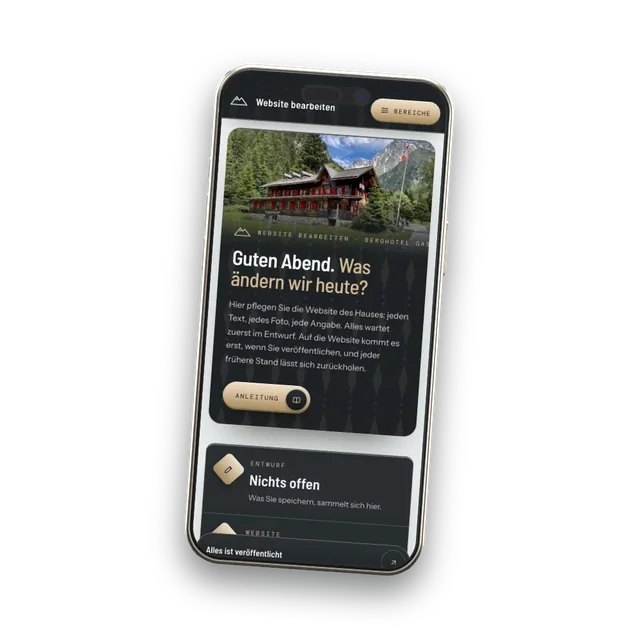 Website bearbeiten
BEREICHE
WEBSITE BEARBEITEN · BERGHOTEL GAS
Guten Abend. Was
ändern wir heute?
Hier pflegen Sie die Website des Hauses: jeden
Text, jedes Foto, jede Angabe. Alles wartet
zuerst im Entwurf. Auf die Website kommt es
erst, wenn Sie veröffentlichen, und jeder
frühere Stand lässt sich zurückholen.
ANLEITUNG
ENTWURF
Nichts offen
Was Sie speichern, sammelt sich hier.
WEBSITE
Alles ist veröffentlicht